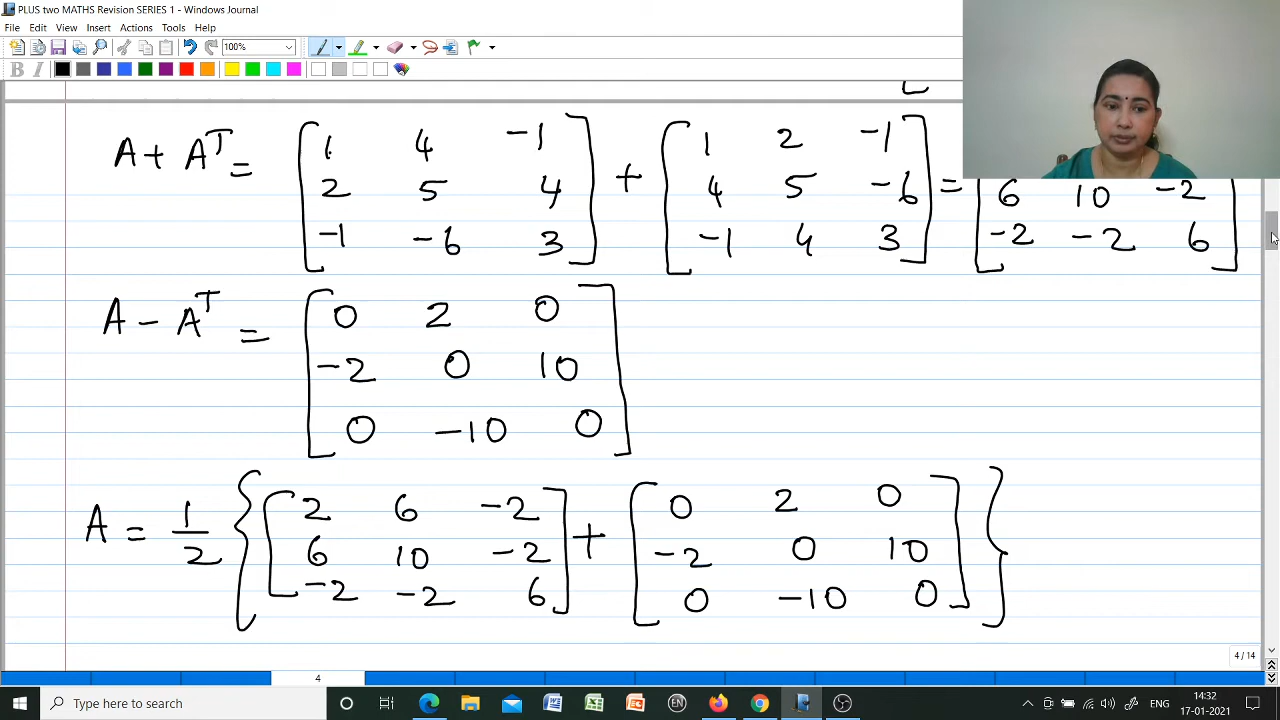 PLUS two MATHS Revision SERIES 1 - Windows Journal
File Edit View Insert Actions Tools Help
100%
B I
A + Aᵀ = [1 4 -1 + [1 2 -1
2 5 4] 4 5 -6] = 6 10 -2
-1 -6 3 -1 4 3 -2 -2 6]
A - Aᵀ = [0 2 0
-2 0 10
0 -10 0]
A = 1/2 { [2 6 -2 + [0 2 0
6 10 -2 -2 0 10
-2 -2 6] 0 -10 0] }
4 / 14
4
Type here to search
ENG
14:32
17-01-2021